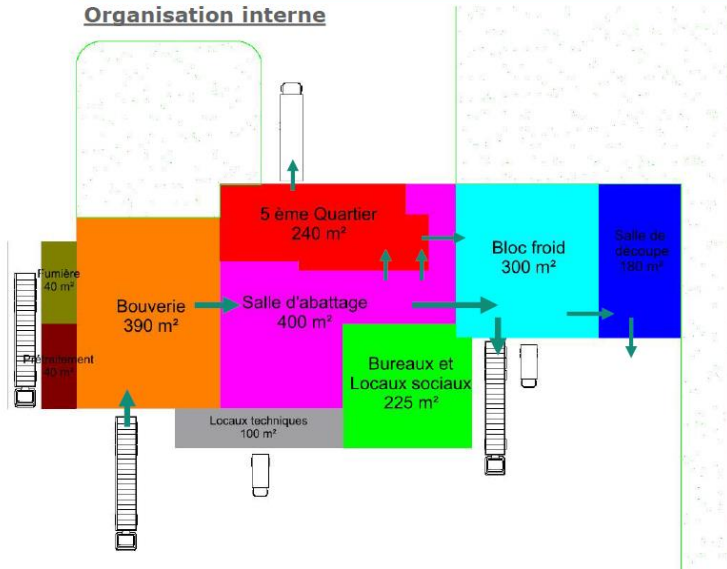 Organisation interne
5 ème Quartier
240 m²
Bloc froid
300 m²
Salle de
découpe
180 m²
Fumière
40 m²
Bouverie
390 m²
Salle d'abattage
400 m²
Prétraitement
40 m²
Bureaux et
Locaux sociaux
225 m²
Locaux techniques
100 m²